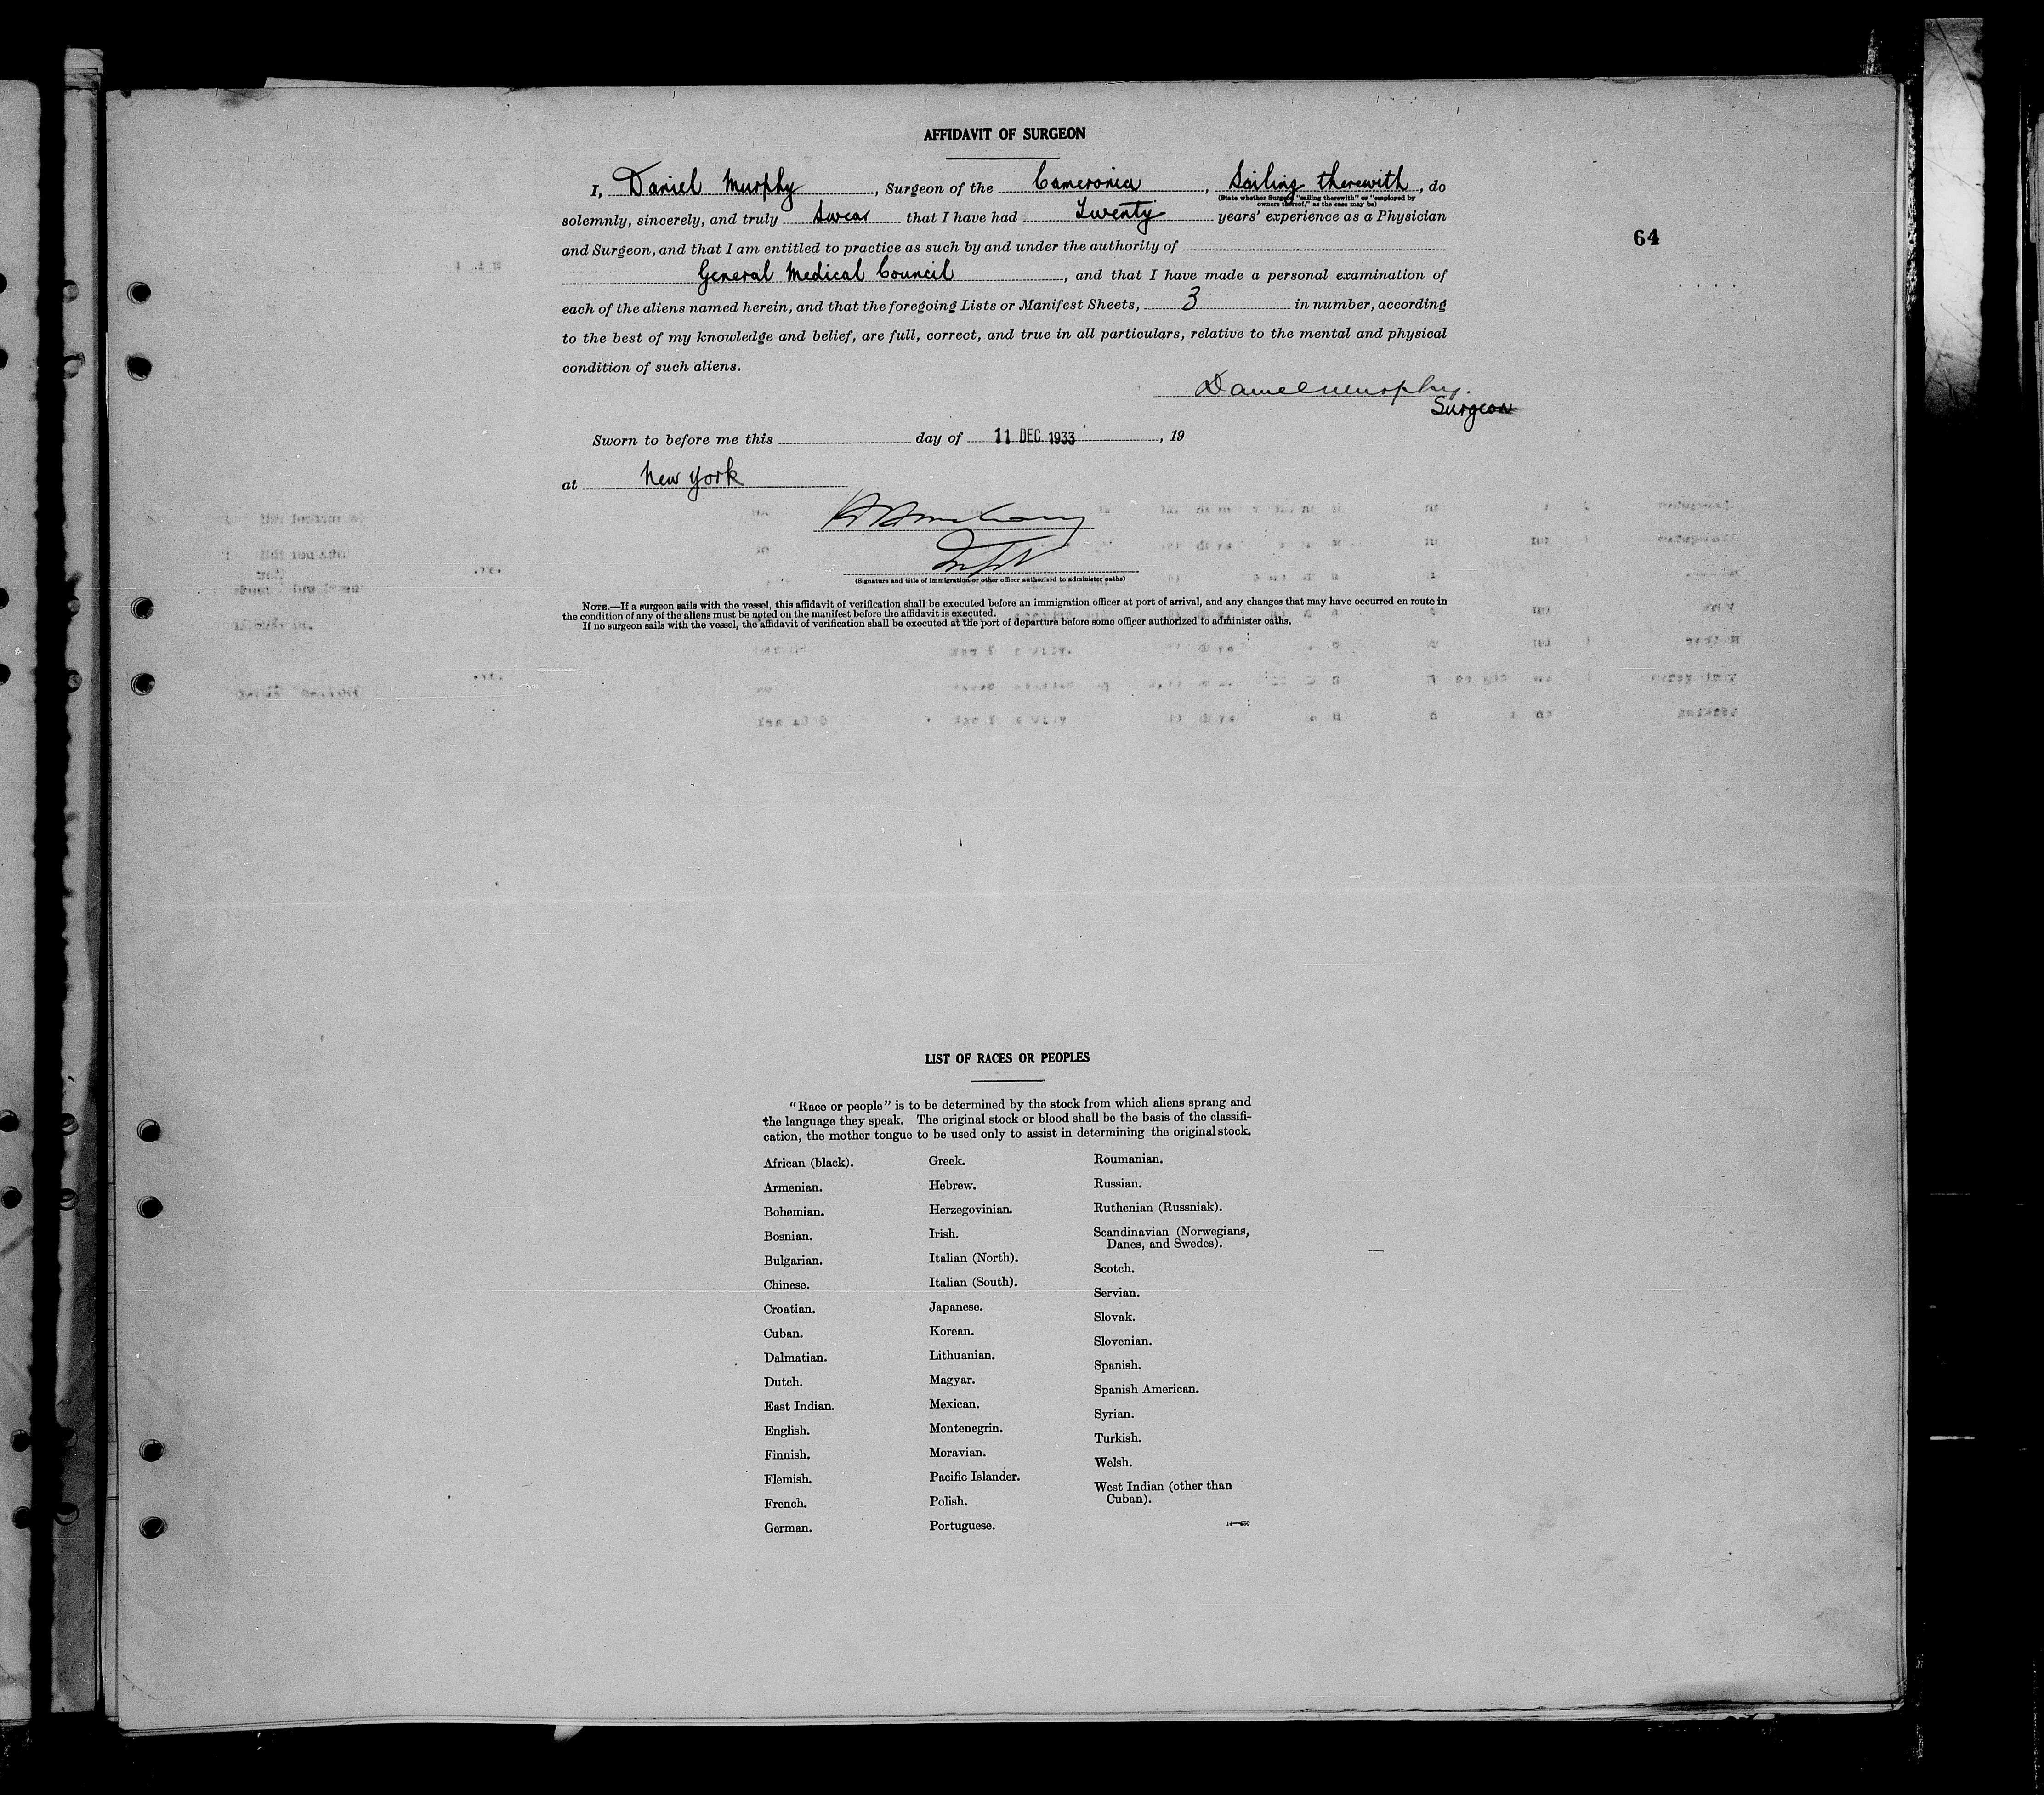 AFFIDAVIT OF SURGEON
I, Daniel Murphy, Surgeon of the Cameronia, Sailing therewith, do
(State whether Surgeon "sailing therewith" or "employed by
owners thereof," as the case may be)
solemnly, sincerely, and truly swear that I have had Twenty years' experience as a Physician
and Surgeon, and that I am entitled to practice as such by and under the authority of
64
General Medical Council, and that I have made a personal examination of
each of the aliens named herein, and that the foregoing Lists or Manifest Sheets, 3 in number, according
to the best of my knowledge and belief, are full, correct, and true in all particulars, relative to the mental and physical
condition of such aliens.
Daniel Murphy.
Surgeon
Sworn to before me this day of 11 DEC. 1933, 19
at New York
(Signature and title of immigration or other officer authorized to administer oaths)
NOTE.—If a surgeon sails with the vessel, this affidavit of verification shall be executed before an immigration officer at port of arrival, and any changes that may have occurred en route in
the condition of any of the aliens must be noted on the manifest before the affidavit is executed.
If no surgeon sails with the vessel, the affidavit of verification shall be executed at the port of departure before some officer authorized to administer oaths.
LIST OF RACES OR PEOPLES
"Race or people" is to be determined by the stock from which aliens sprang and
the language they speak. The original stock or blood shall be the basis of the classifi-
cation, the mother tongue to be used only to assist in determining the original stock.
African (black).
Armenian.
Bohemian.
Bosnian.
Bulgarian.
Chinese.
Croatian.
Cuban.
Dalmatian.
Dutch.
East Indian.
English.
Finnish.
Flemish.
French.
German.
Greek.
Hebrew.
Herzegovinian.
Irish.
Italian (North).
Italian (South).
Japanese.
Korean.
Lithuanian.
Magyar.
Mexican.
Montenegrin.
Moravian.
Pacific Islander.
Polish.
Portuguese.
Roumanian.
Russian.
Ruthenian (Russniak).
Scandinavian (Norwegians,
Danes, and Swedes).
Scotch.
Servian.
Slovak.
Slovenian.
Spanish.
Spanish American.
Syrian.
Turkish.
Welsh.
West Indian (other than
Cuban).
14—430